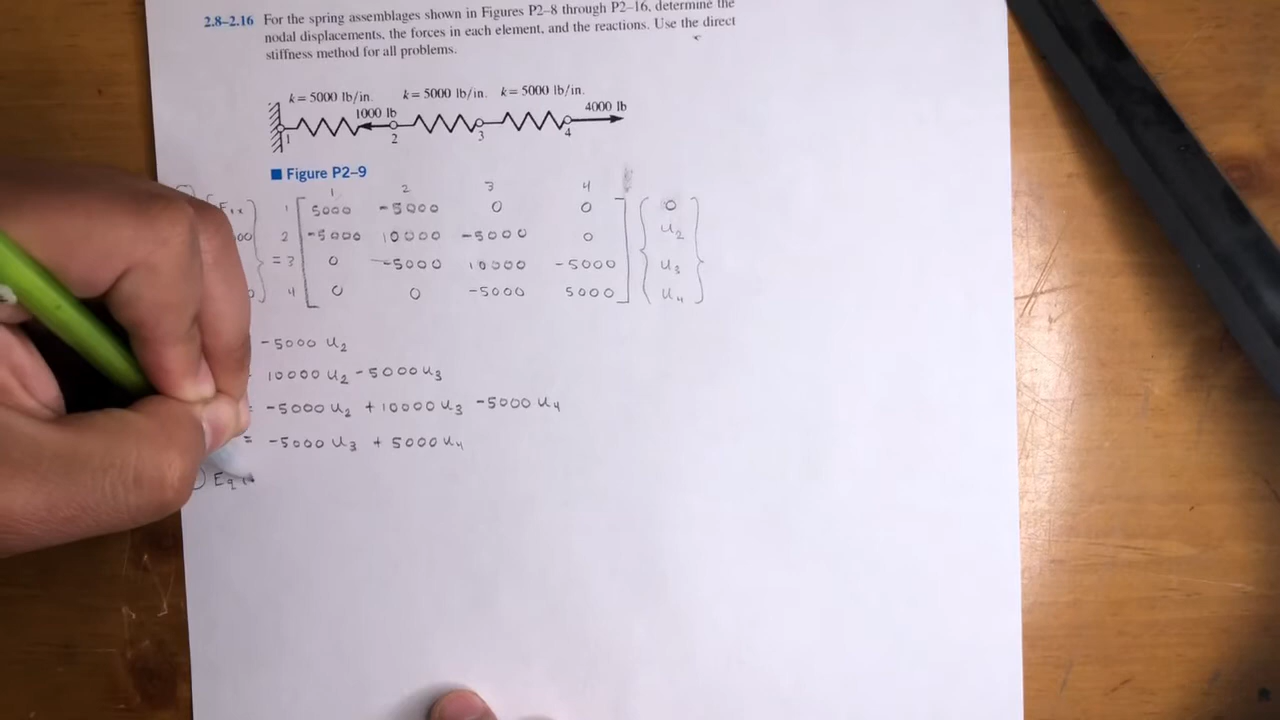 2.8–2.16 For the spring assemblages shown in Figures P2–8 through P2–16, determine the
nodal displacements, the forces in each element, and the reactions. Use the direct
stiffness method for all problems.
k = 5000 lb/in. k = 5000 lb/in. k = 5000 lb/in.
1000 lb 4000 lb
1 2 3 4
■ Figure P2–9
1 2 3 4
1 5000 -5000 0 0 0
2 -5000 10000 -5000 0 u2
= 3 0 -5000 10000 -5000 u3
4 0 0 -5000 5000 u4
-5000 u2
10000 u2 - 5000 u3
= -5000 u2 + 10000 u3 -5000 u4
= -5000 u3 + 5000 u4